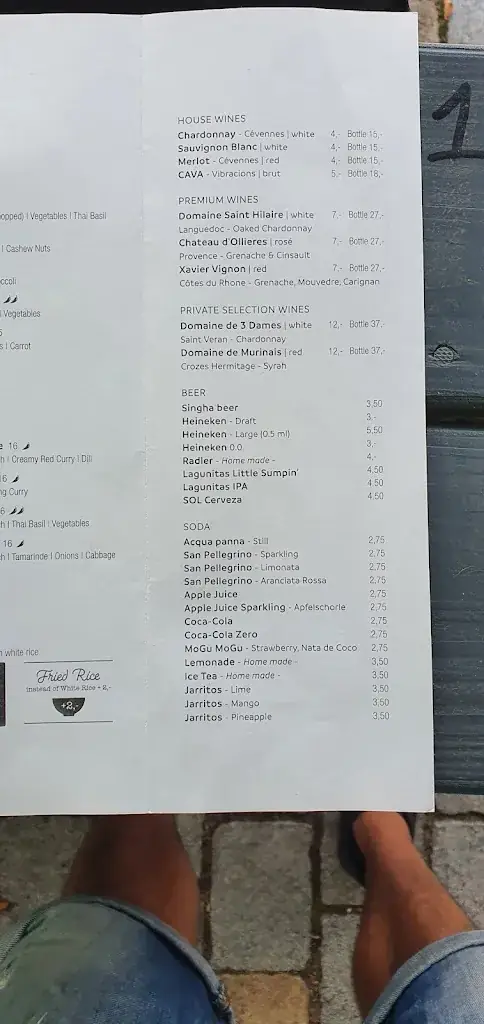 opped) | Vegetables | Thai Basil
| Cashew Nuts
ccoli
| Vegetables
s | Carrot
16
h | Creamy Red Curry | Dill
16
ng Curry
6
h | Thai Basil | Vegetables
16
h | Tamarinde | Onions | Cabbage
white rice
Fried Rice
instead of White Rice + 2,-
+2,-
HOUSE WINES
Chardonnay - Cévennes | white 4,- Bottle 15,-
Sauvignon Blanc | white 4,- Bottle 15,-
Merlot - Cévennes | red 4,- Bottle 15,-
CAVA - Vibracions | brut 5,- Bottle 18,-
PREMIUM WINES
Domaine Saint Hilaire | white 7,- Bottle 27,-
Languedoc - Oaked Chardonnay
Chateau d'Ollieres | rosé 7,- Bottle 27,-
Provence - Grenache & Cinsault
Xavier Vignon | red 7,- Bottle 27,-
Côtes du Rhone - Grenache, Mouvedre, Carignan
PRIVATE SELECTION WINES
Domaine de 3 Dames | white 12,- Bottle 37,-
Saint Veran - Chardonnay
Domaine de Murinais | red 12,- Bottle 37,-
Crozes Hermitage - Syrah
BEER
Singha beer 3,50
Heineken - Draft 3,-
Heineken - Large (0.5 ml) 5,50
Heineken 0.0 3,-
Radler - Home made - 4,-
Lagunitas Little Sumpin' 4,50
Lagunitas IPA 4,50
SOL Cerveza 4,50
SODA
Acqua panna - Still 2,75
San Pellegrino - Sparkling 2,75
San Pellegrino - Limonata 2,75
San Pellegrino - Aranciata Rossa 2,75
Apple Juice 2,75
Apple Juice Sparkling - Apfelschorle 2,75
Coca-Cola 2,75
Coca-Cola Zero 2,75
MoGu MoGu - Strawberry, Nata de Coco 2,75
Lemonade - Home made - 3,50
Ice Tea - Home made - 3,50
Jarritos - Lime 3,50
Jarritos - Mango 3,50
Jarritos - Pineapple 3,50
1